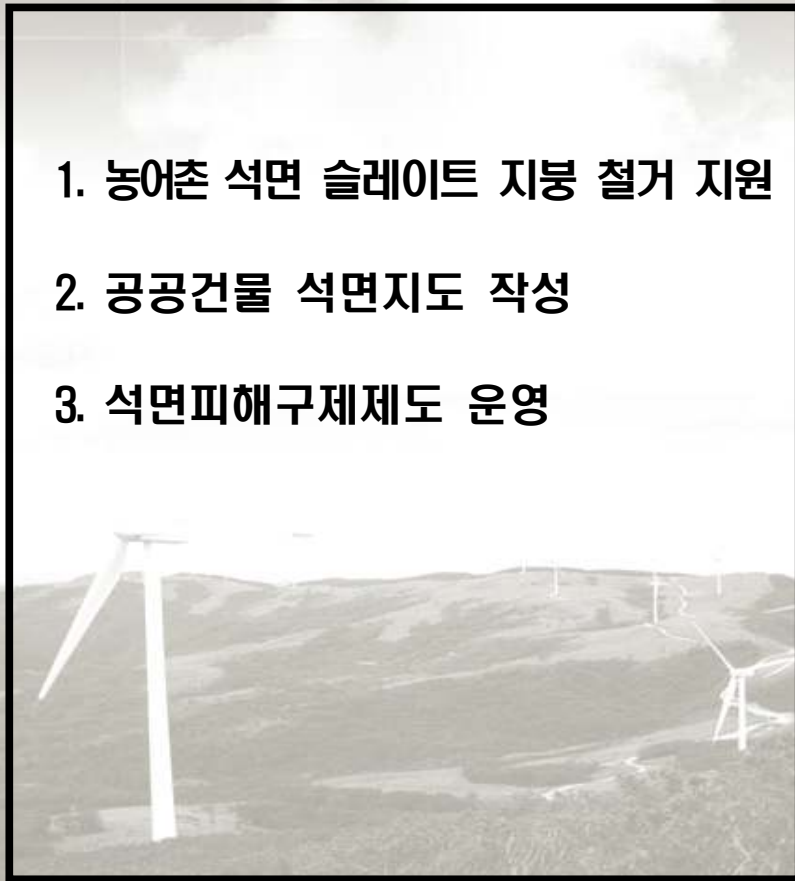 1. 농어촌 석면 슬레이트 지붕 철거 지원
2. 공공건물 석면지도 작성
3. 석면피해구제제도 운영